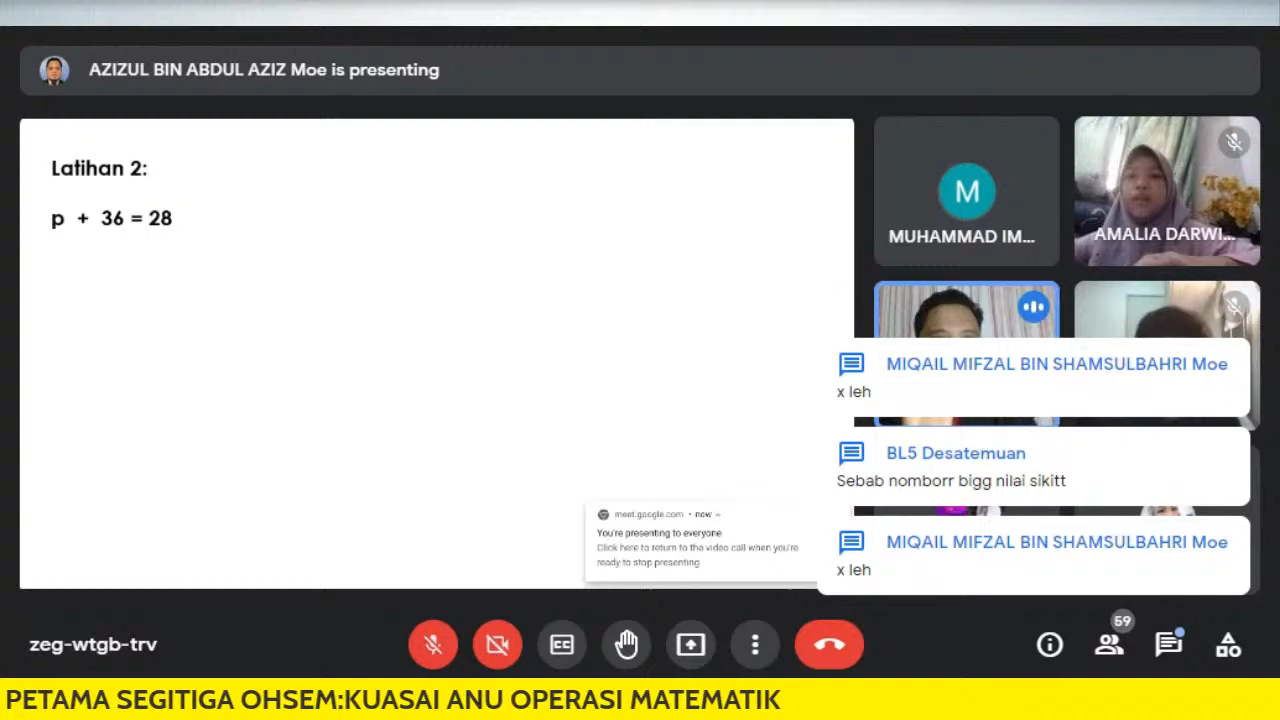 AZIZUL BIN ABDUL AZIZ Moe is presenting
Latihan 2:
p + 36 = 28
M
MUHAMMAD IM...
AMALIA DARWI...
MIQAIL MIFZAL BIN SHAMSULBAHRI Moe
x leh
BL5 Desatemuan
Sebab nomborr bigg nilai sikitt
MIQAIL MIFZAL BIN SHAMSULBAHRI Moe
x leh
meet.google.com • now
You're presenting to everyone
Click here to return to the video call when you're
ready to stop presenting
zeg-wtgb-trv
CC
59
PETAMA SEGITIGA OHSEM:KUASAI ANU OPERASI MATEMATIK